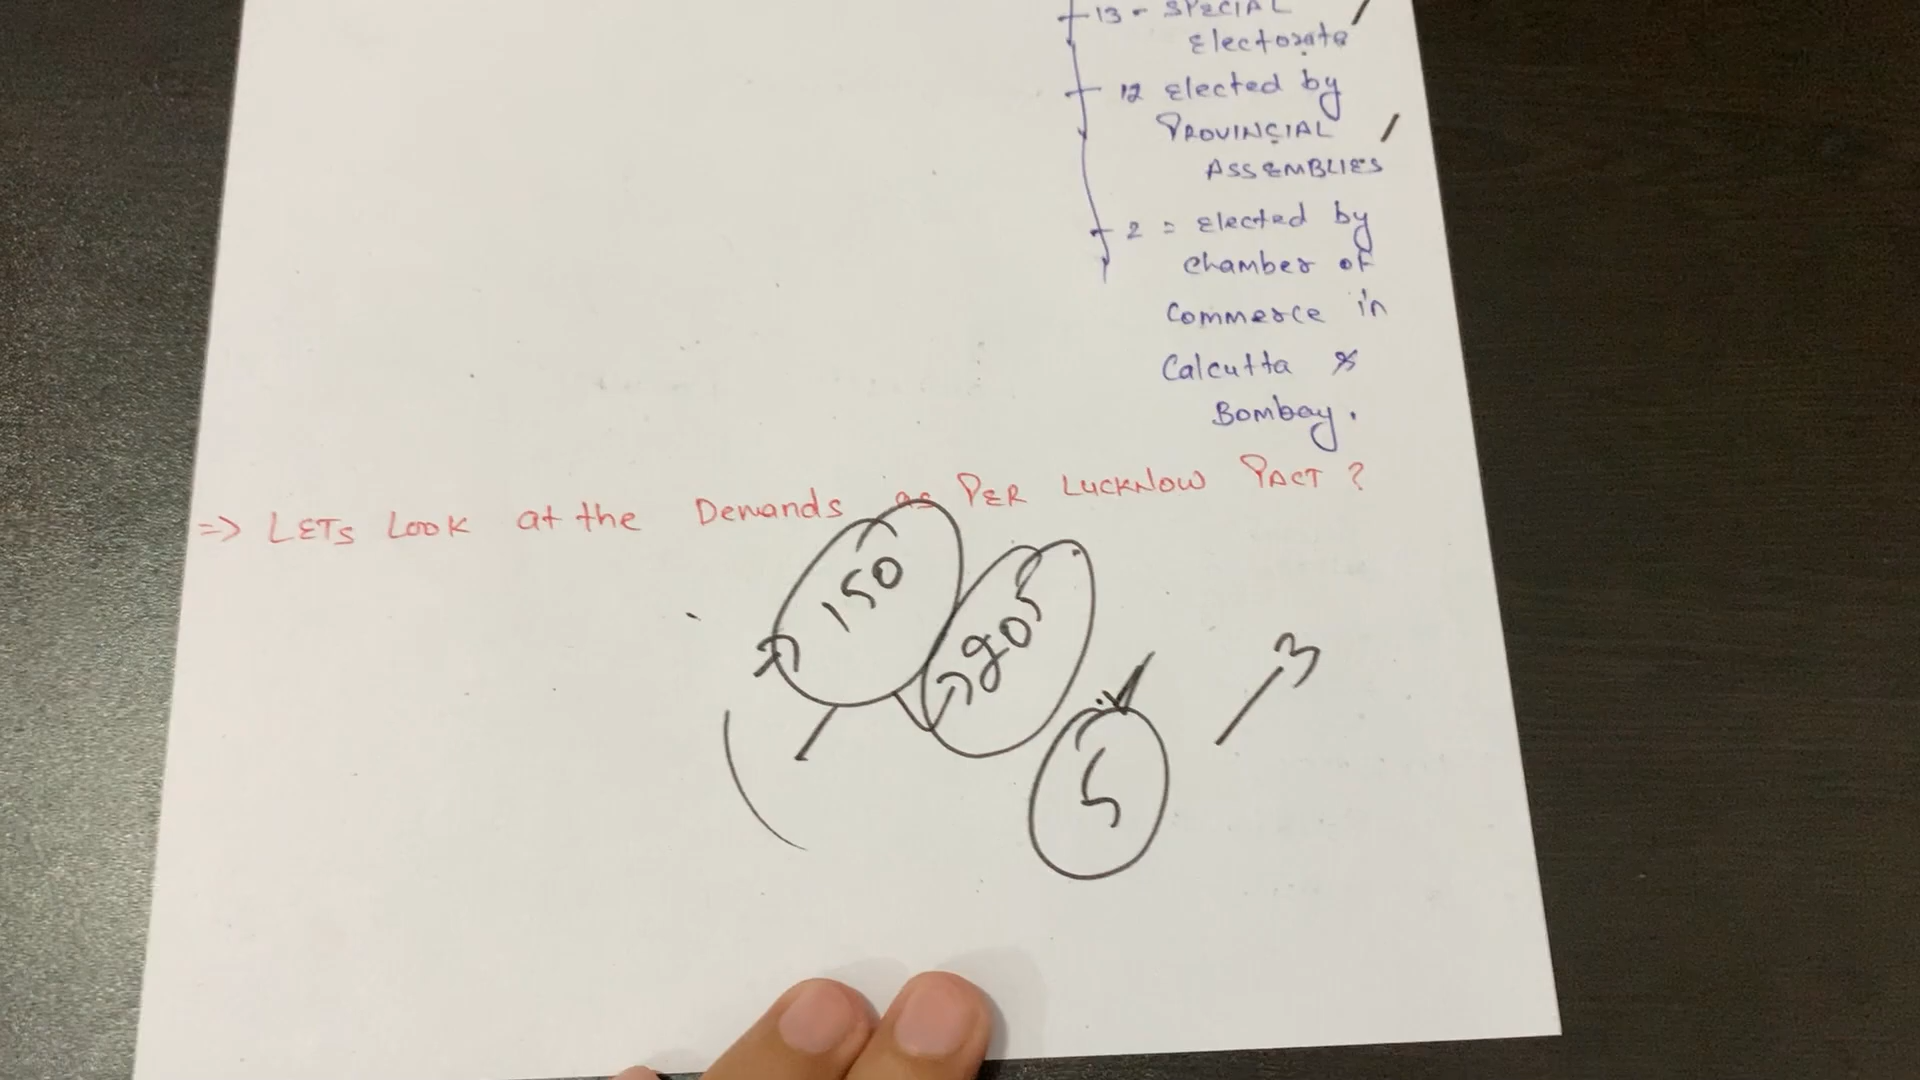 13 - SPECIAL
Electorate
12 elected by
PROVINCIAL
ASSEMBLIES
2 = elected by
chamber of
commerce in
Calcutta &
Bombay.
=> LETS LOOK at the Demands as PER LUCKNOW PACT ?
150
5
3